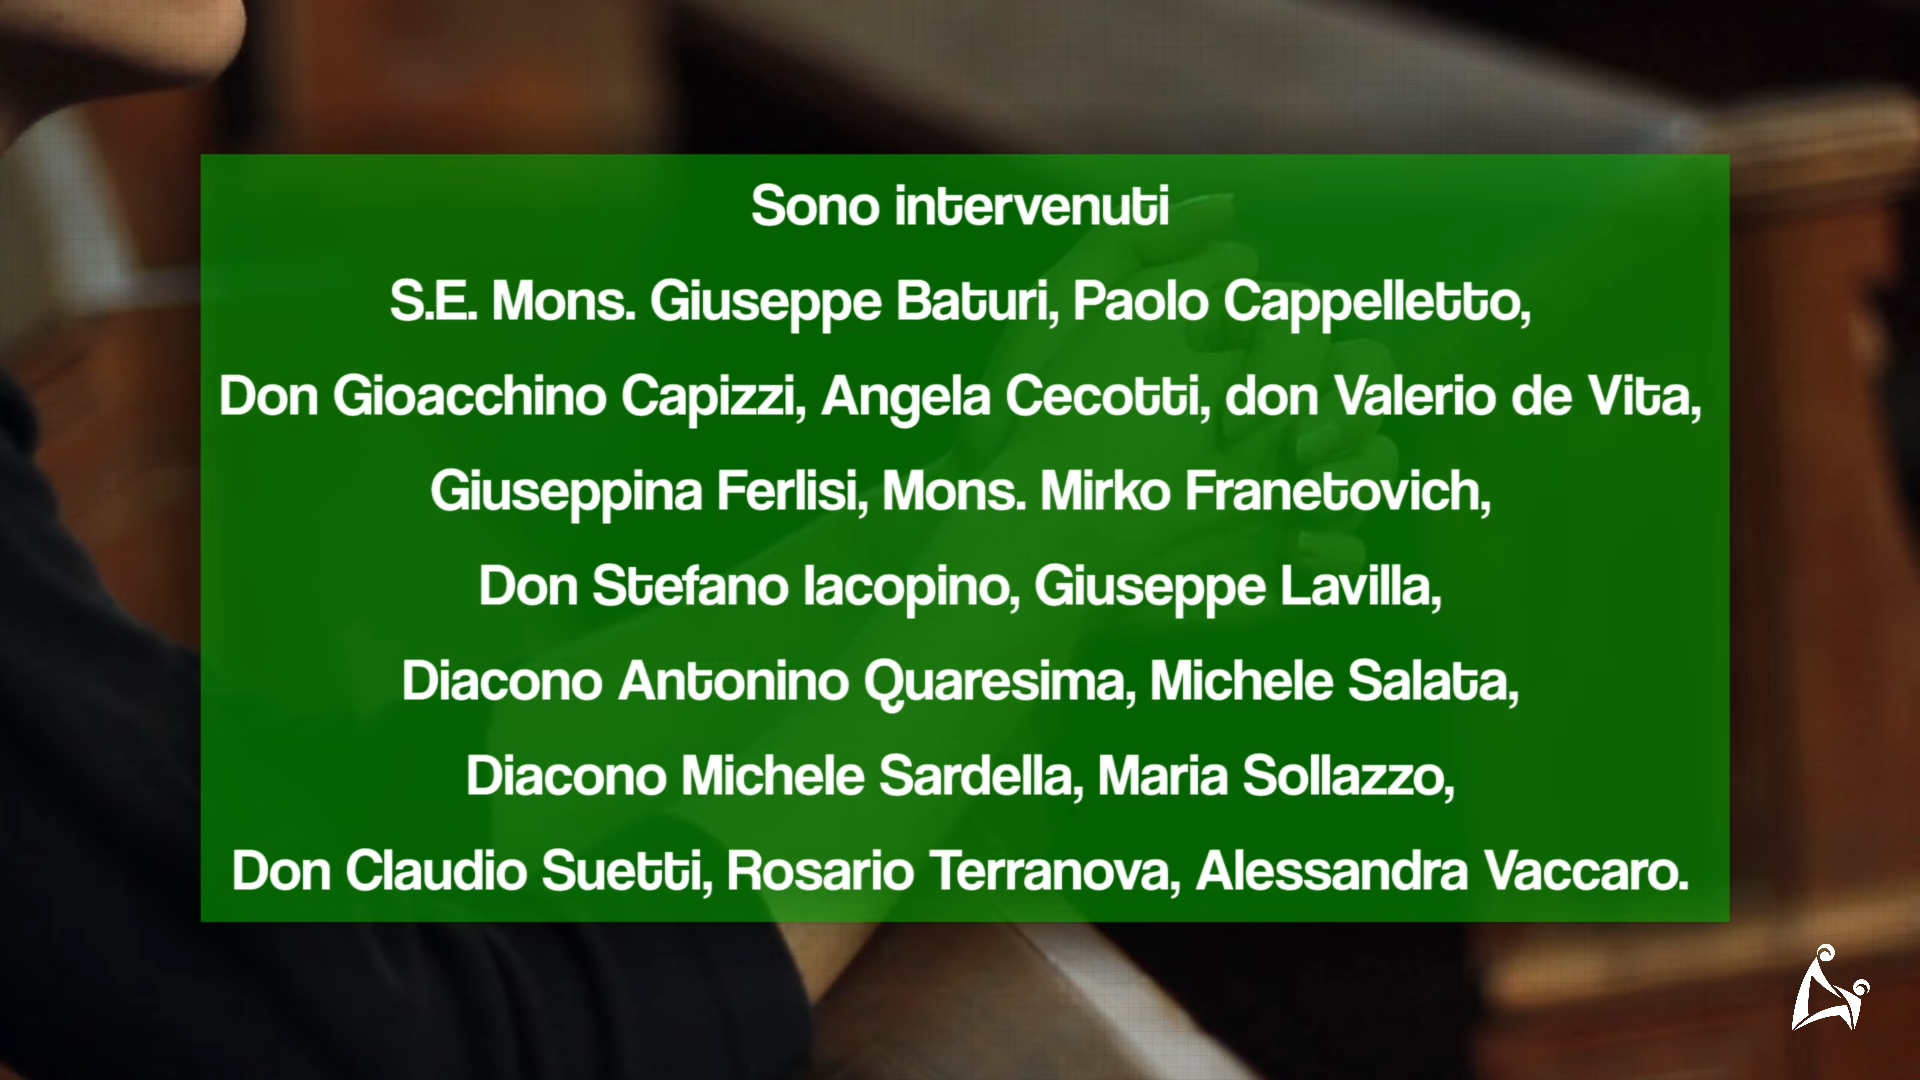 Sono intervenuti
S.E. Mons. Giuseppe Baturi, Paolo Cappelletto,
Don Gioacchino Capizzi, Angela Cecotti, don Valerio de Vita,
Giuseppina Ferlisi, Mons. Mirko Franetovich,
Don Stefano Iacopino, Giuseppe Lavilla,
Diacono Antonino Quaresima, Michele Salata,
Diacono Michele Sardella, Maria Sollazzo,
Don Claudio Suetti, Rosario Terranova, Alessandra Vaccaro.